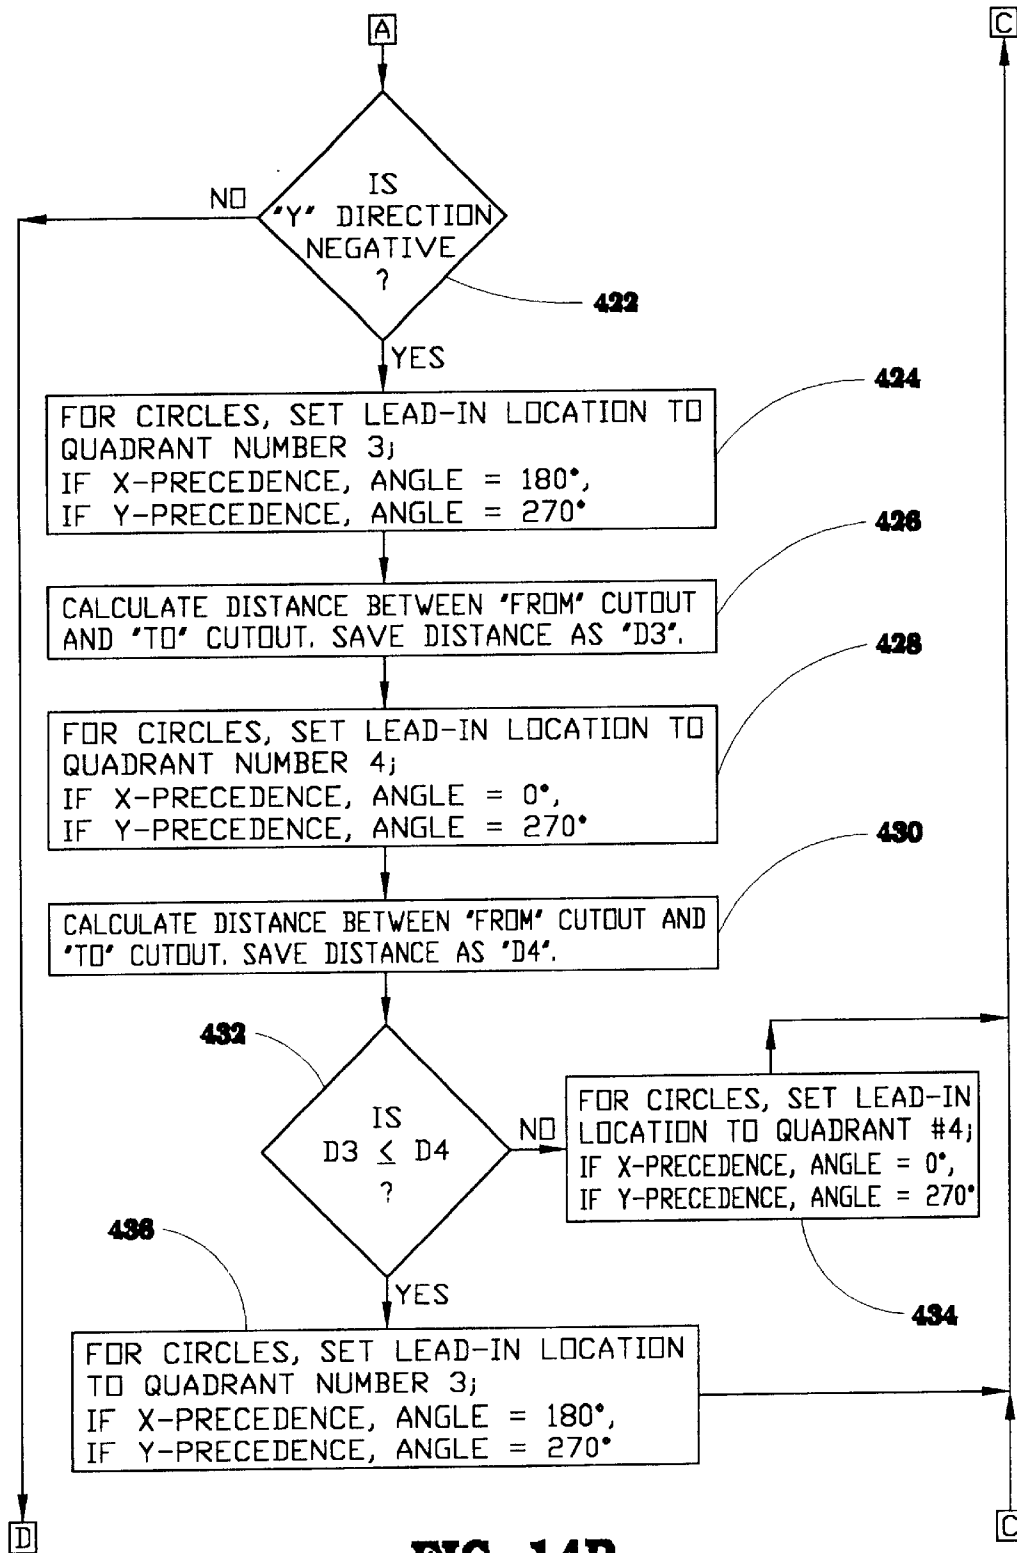 A
C
IS
"Y" DIRECTION
NEGATIVE
?
NO
422
YES
424
FOR CIRCLES, SET LEAD-IN LOCATION TO
QUADRANT NUMBER 3;
IF X-PRECEDENCE, ANGLE = 180°,
IF Y-PRECEDENCE, ANGLE = 270°
426
CALCULATE DISTANCE BETWEEN "FROM" CUTOUT
AND "TO" CUTOUT. SAVE DISTANCE AS "D3".
428
FOR CIRCLES, SET LEAD-IN LOCATION TO
QUADRANT NUMBER 4;
IF X-PRECEDENCE, ANGLE = 0°,
IF Y-PRECEDENCE, ANGLE = 270°
430
CALCULATE DISTANCE BETWEEN "FROM" CUTOUT AND
"TO" CUTOUT. SAVE DISTANCE AS "D4".
432
IS
D3 ≤ D4
?
NO
FOR CIRCLES, SET LEAD-IN
LOCATION TO QUADRANT #4;
IF X-PRECEDENCE, ANGLE = 0°,
IF Y-PRECEDENCE, ANGLE = 270°
434
YES
436
FOR CIRCLES, SET LEAD-IN LOCATION
TO QUADRANT NUMBER 3;
IF X-PRECEDENCE, ANGLE = 180°,
IF Y-PRECEDENCE, ANGLE = 270°
D
C
FIG. 14B